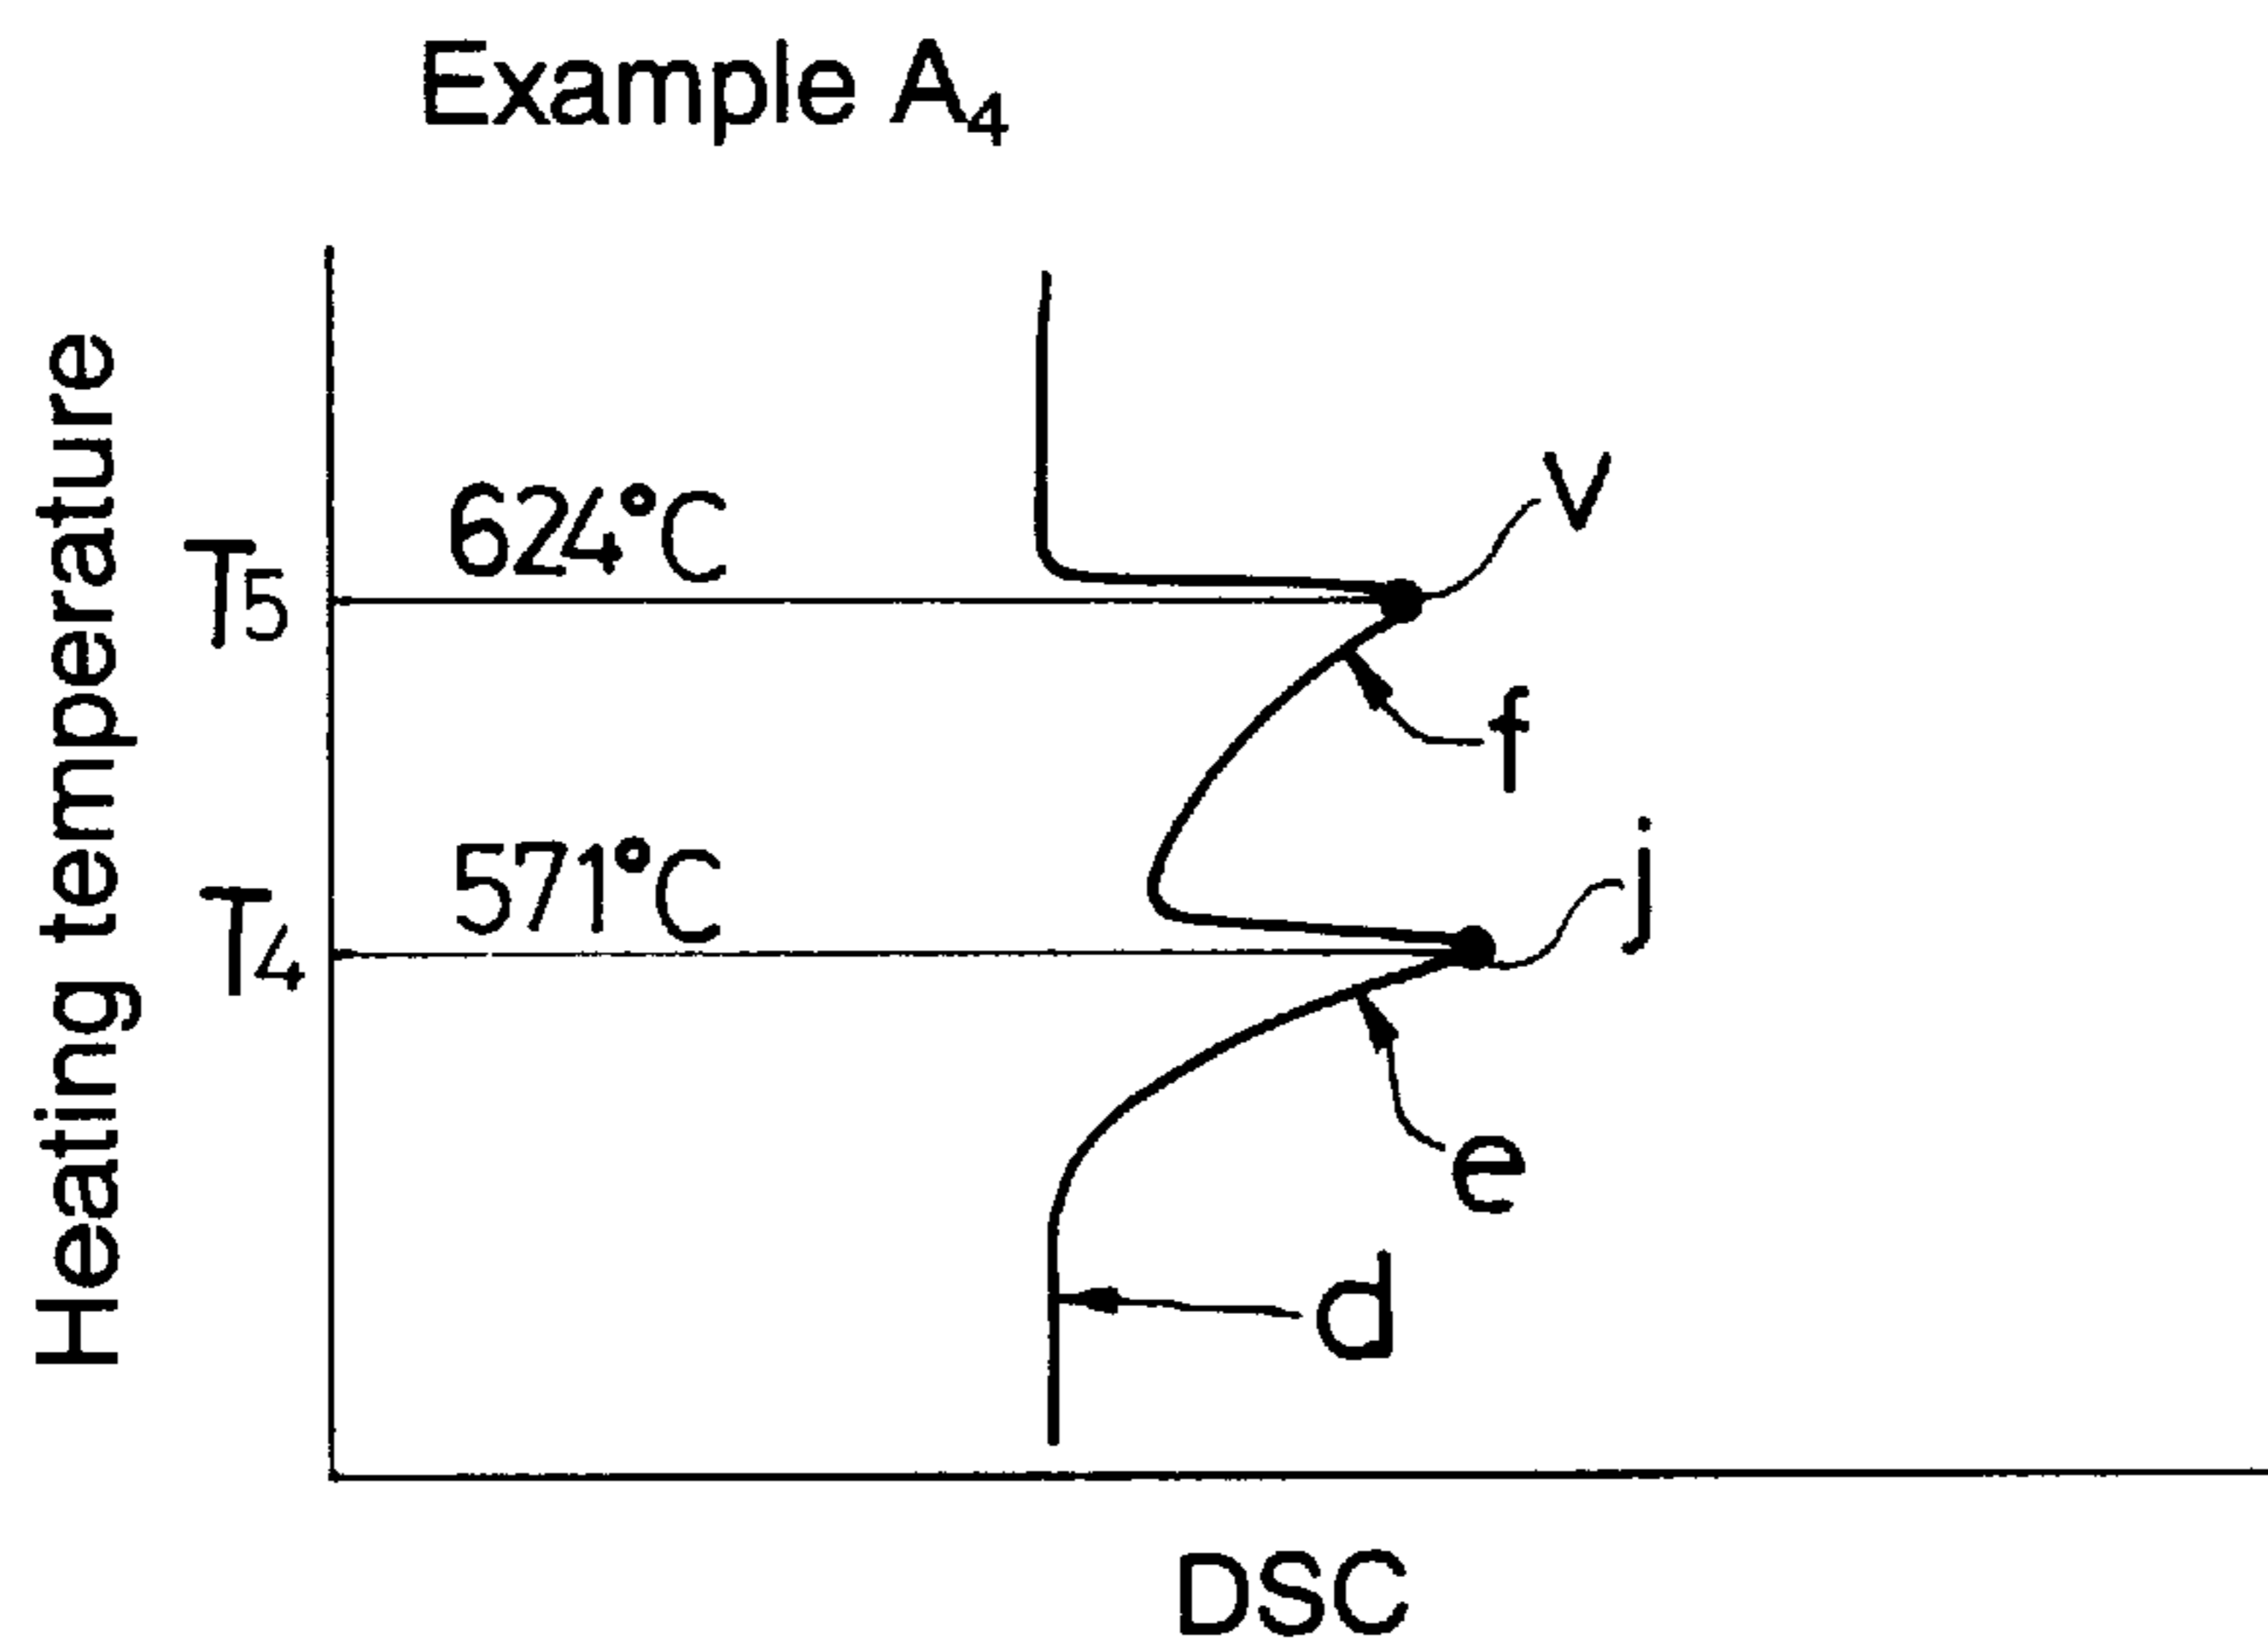 Example A₄
Heating temperature
624°C
T₅
v
f
571°C
T₄
j
e
d
DSC